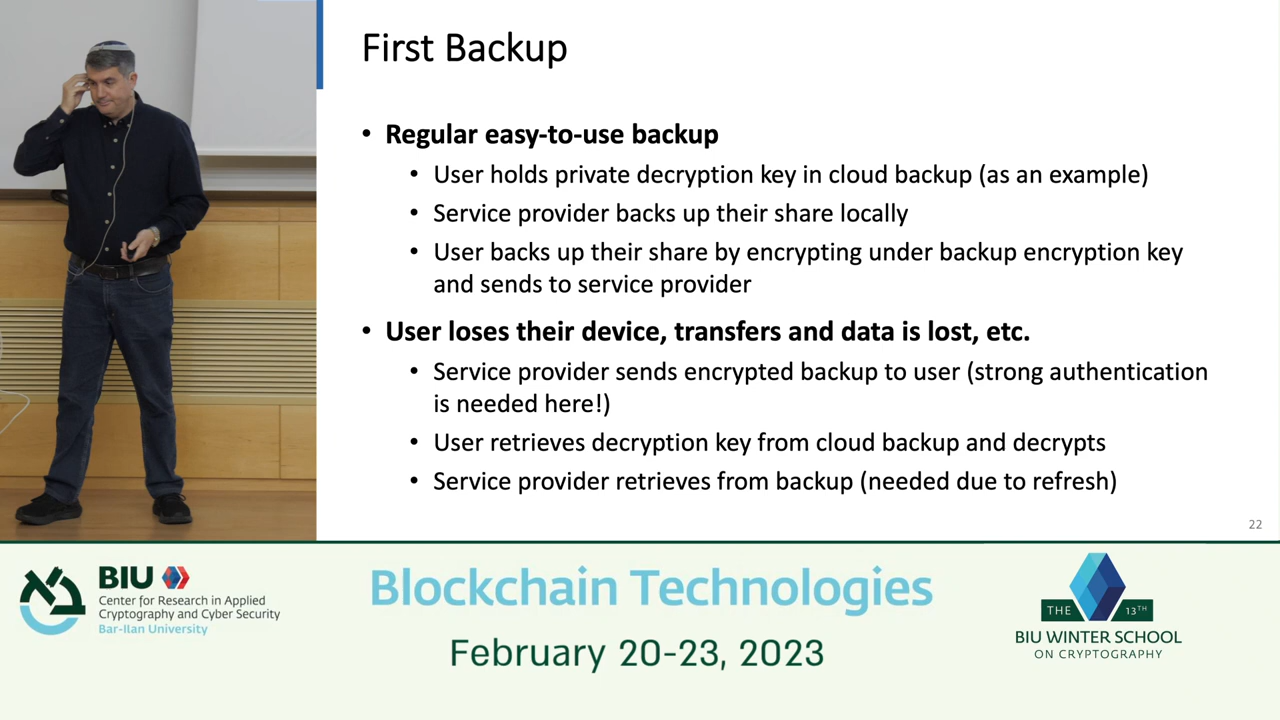 First Backup
• Regular easy-to-use backup
• User holds private decryption key in cloud backup (as an example)
• Service provider backs up their share locally
• User backs up their share by encrypting under backup encryption key
and sends to service provider
• User loses their device, transfers and data is lost, etc.
• Service provider sends encrypted backup to user (strong authentication
is needed here!)
• User retrieves decryption key from cloud backup and decrypts
• Service provider retrieves from backup (needed due to refresh)
22
BIU
Center for Research in Applied
Cryptography and Cyber Security
Bar-Ilan University
Blockchain Technologies
February 20-23, 2023
THE 13TH
BIU WINTER SCHOOL
ON CRYPTOGRAPHY